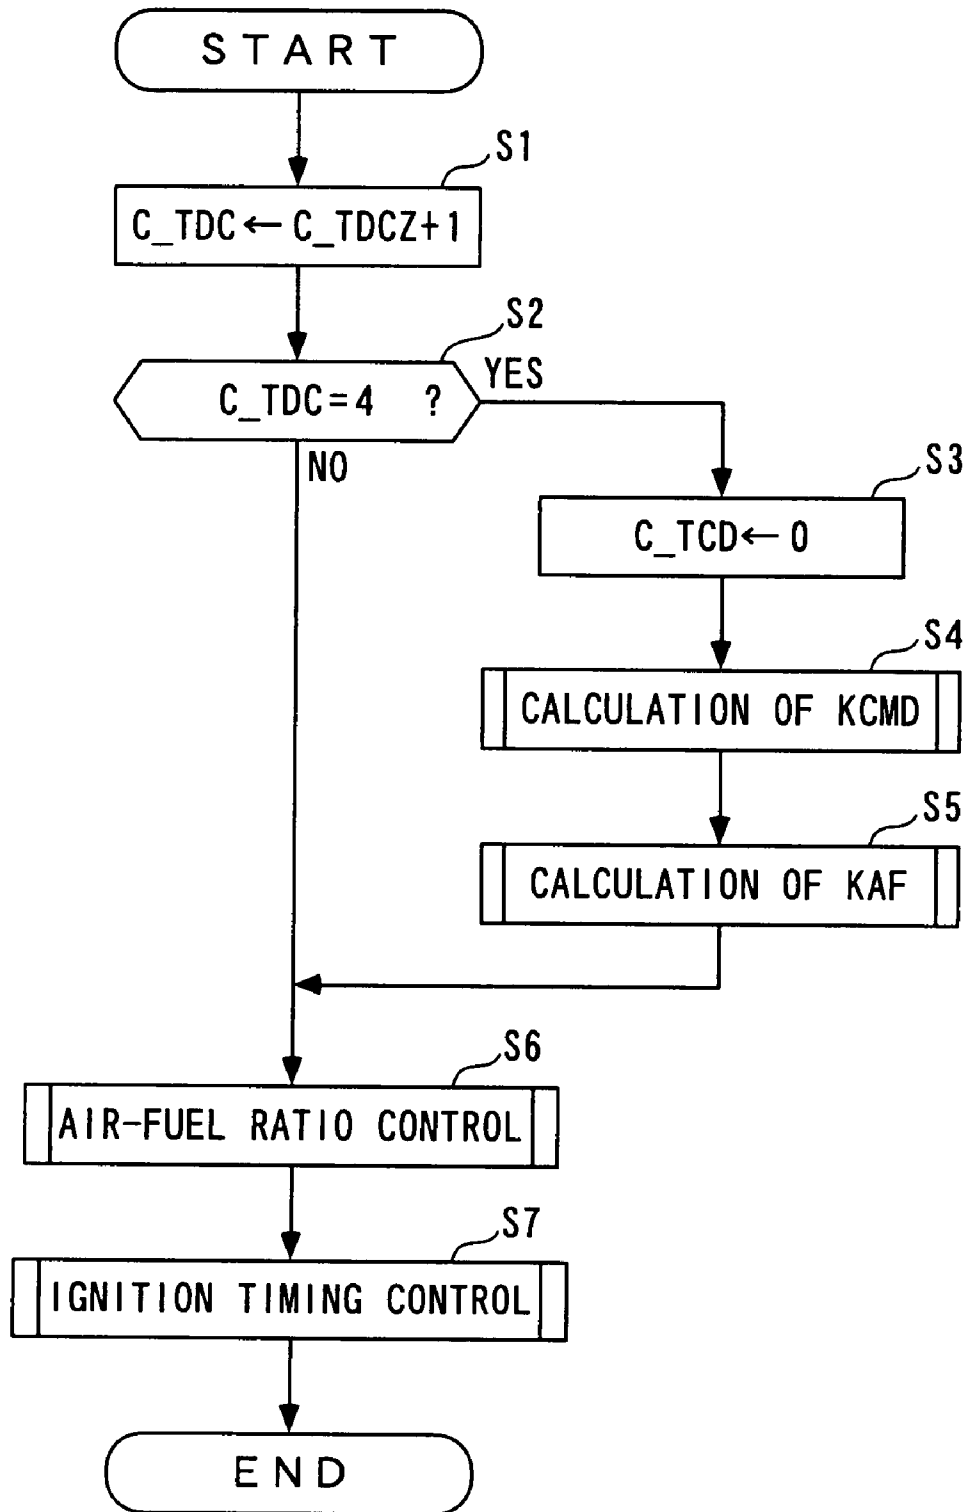 START
S1
C_TDC←C_TDCZ+1
S2
C_TDC=4 ?
YES
NO
S3
C_TCD←0
S4
CALCULATION OF KCMD
S5
CALCULATION OF KAF
S6
AIR-FUEL RATIO CONTROL
S7
IGNITION TIMING CONTROL
END